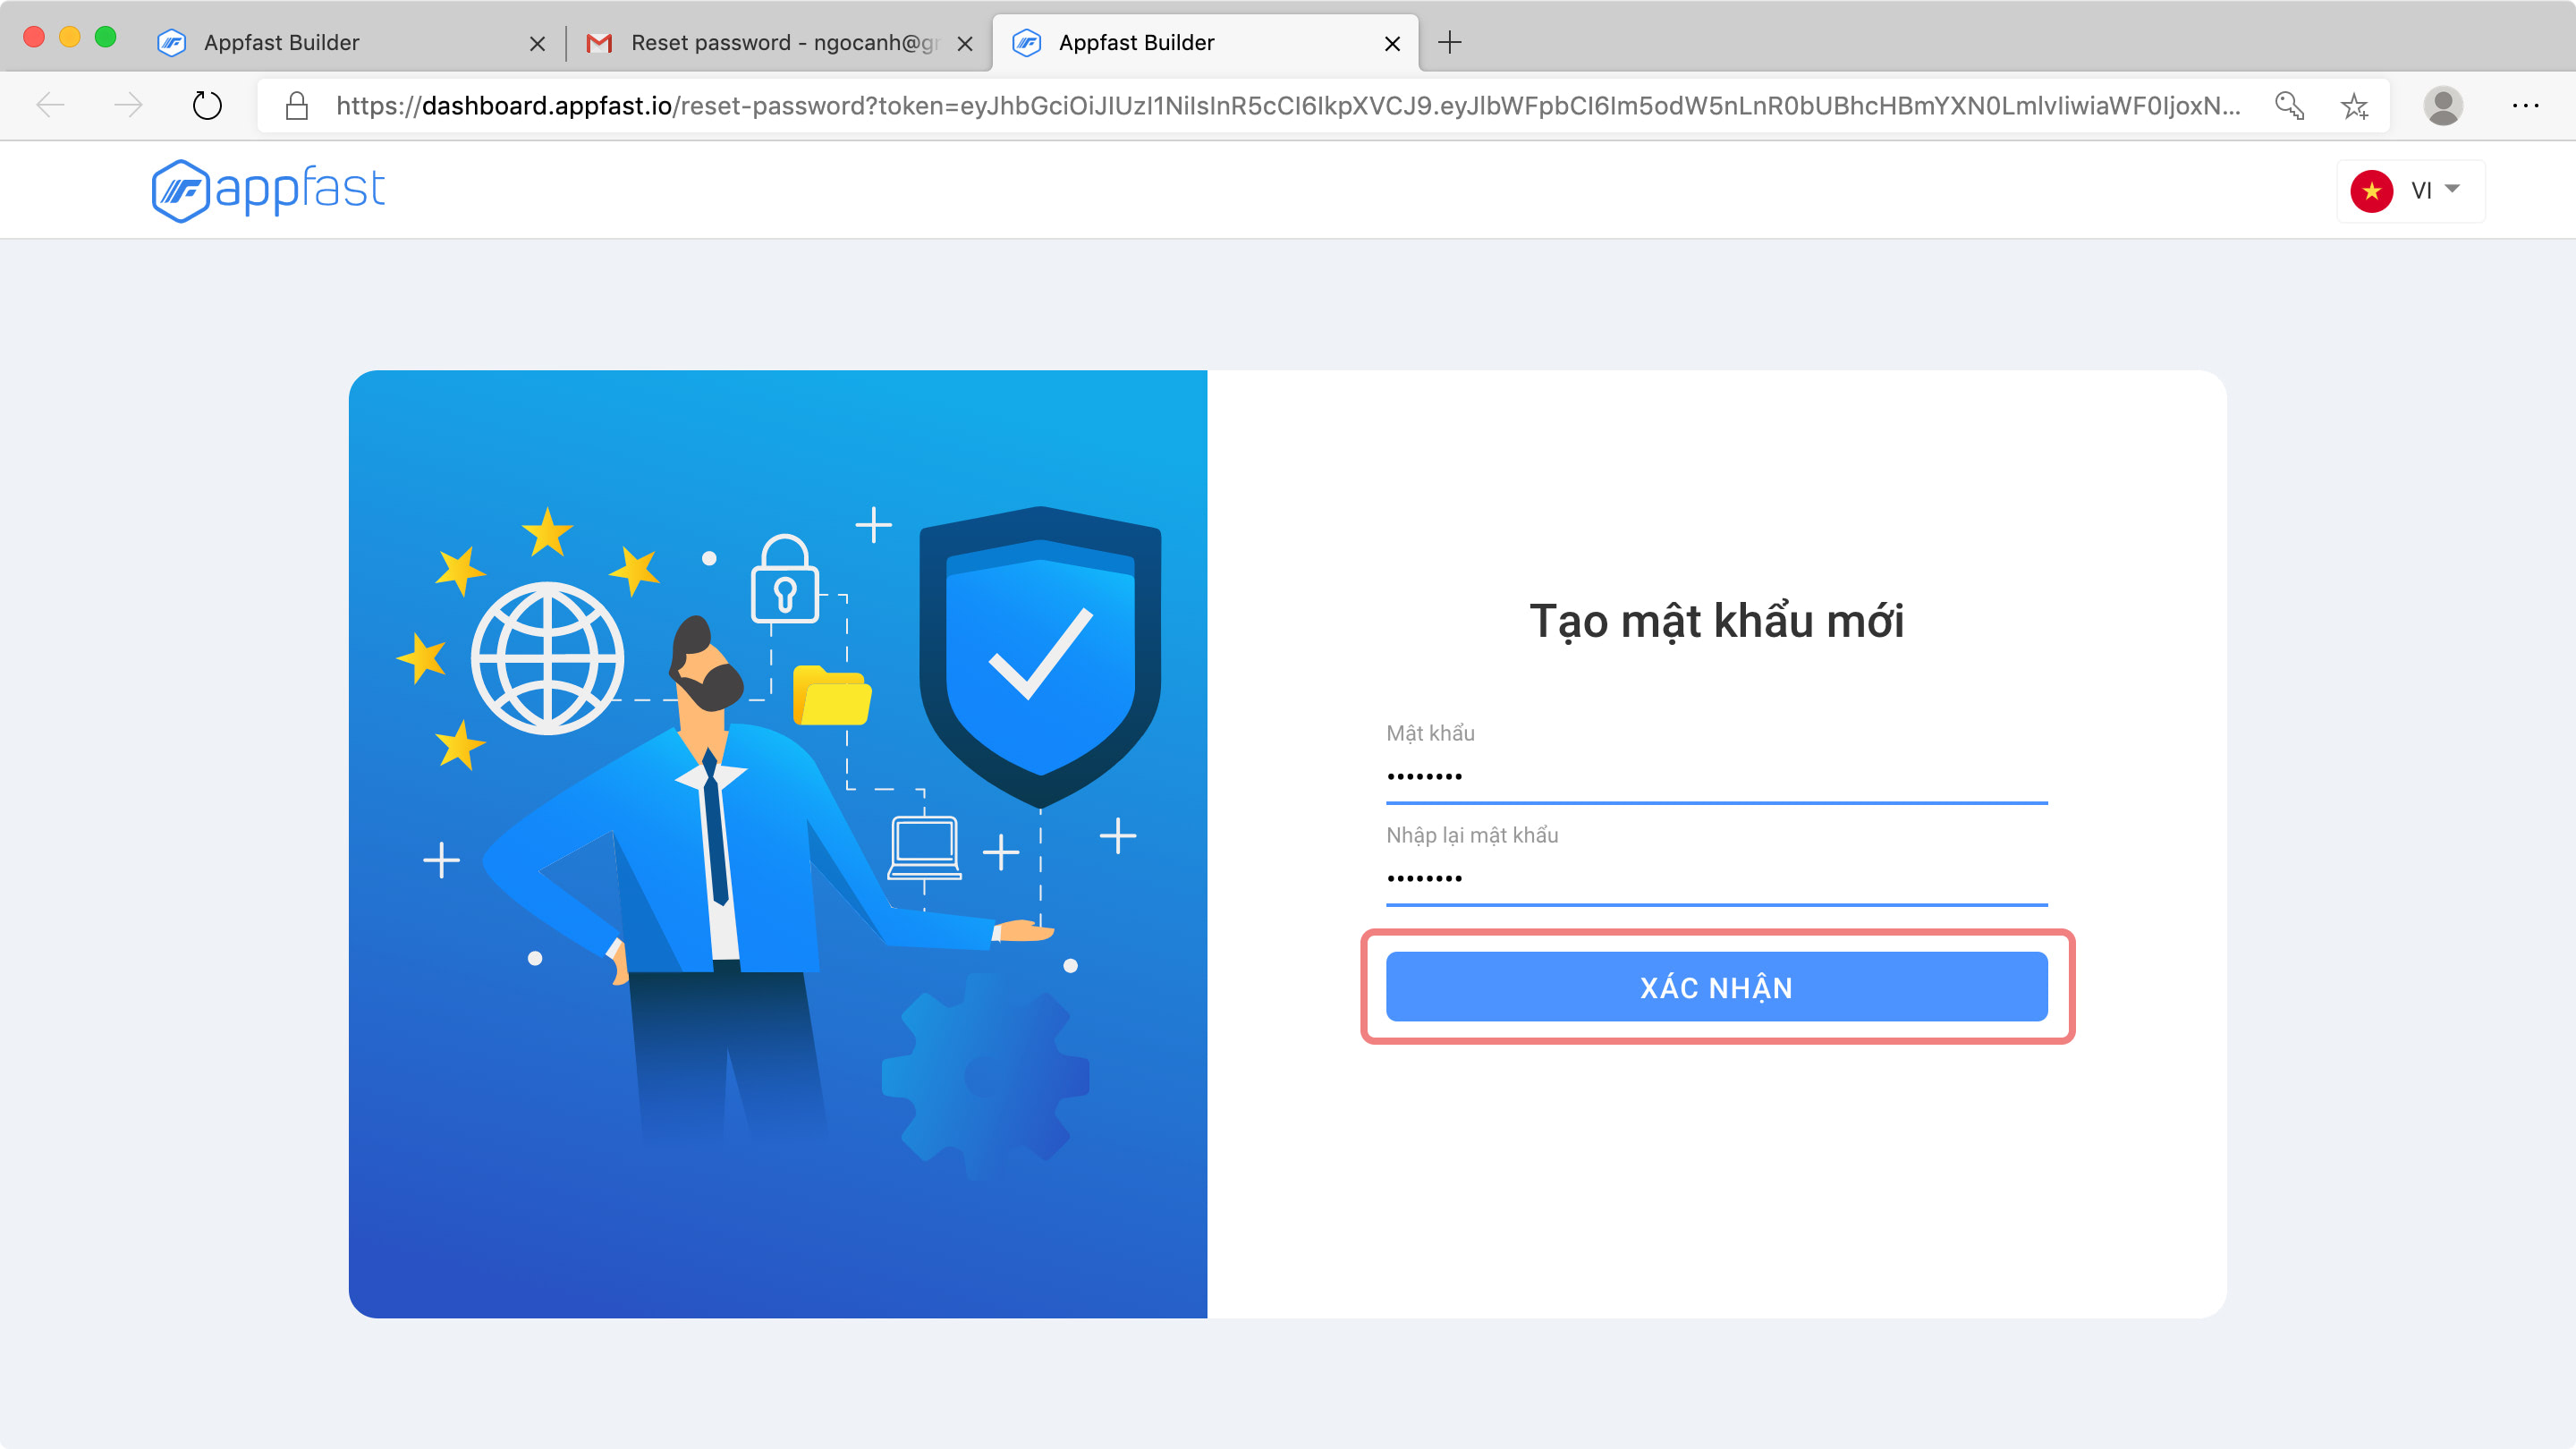 Appfast Builder
Reset password - ngocanh@gr
Appfast Builder
https://dashboard.appfast.io/reset-password?token=eyJhbGciOiJIUzI1NiIsInR5cCI6IkpXVCJ9.eyJlbWFpbCI6Im5odW5nLnR0bUBhcHBmYXN0LmlvIiwiaWF0IjoxN...
appfast
VI
Tạo mật khẩu mới
Mật khẩu
••••••••
Nhập lại mật khẩu
••••••••
XÁC NHẬN